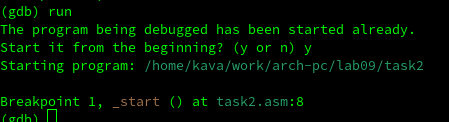 (gdb) run
The program being debugged has been started already.
Start it from the beginning? (y or n) y
Starting program: /home/kava/work/arch-pc/lab09/task2
Breakpoint 1, _start () at task2.asm:8
(gdb)